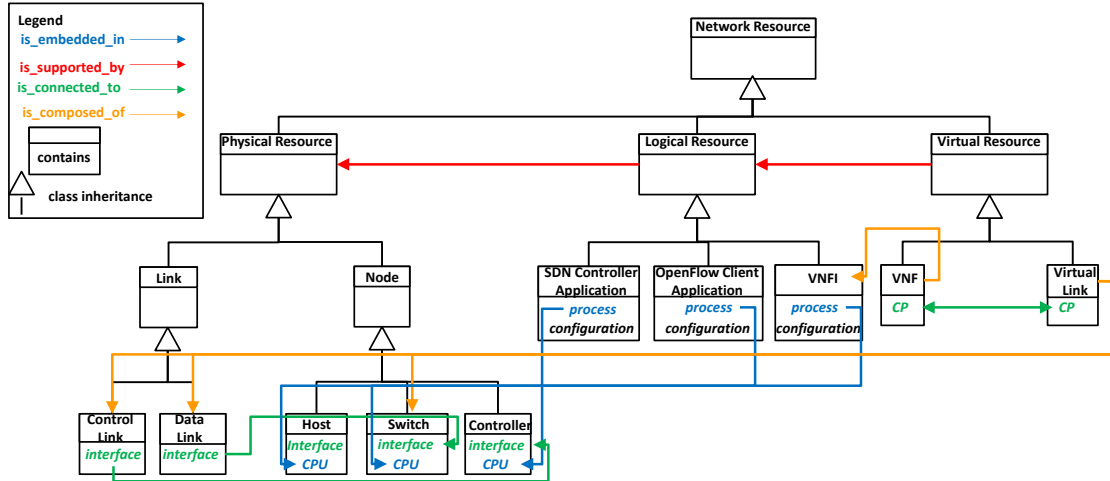 Legend
is_embedded_in
is_supported_by
is_connected_to
is_composed_of
contains
class inheritance
Network Resource
Physical Resource
Logical Resource
Virtual Resource
Link
Node
SDN Controller
Application
process
configuration
OpenFlow Client
Application
process
configuration
VNFI
process
configuration
VNF
CP
Virtual
Link
CP
Control
Link
interface
Data
Link
interface
Host
Interface
CPU
Switch
interface
CPU
Controller
interface
CPU